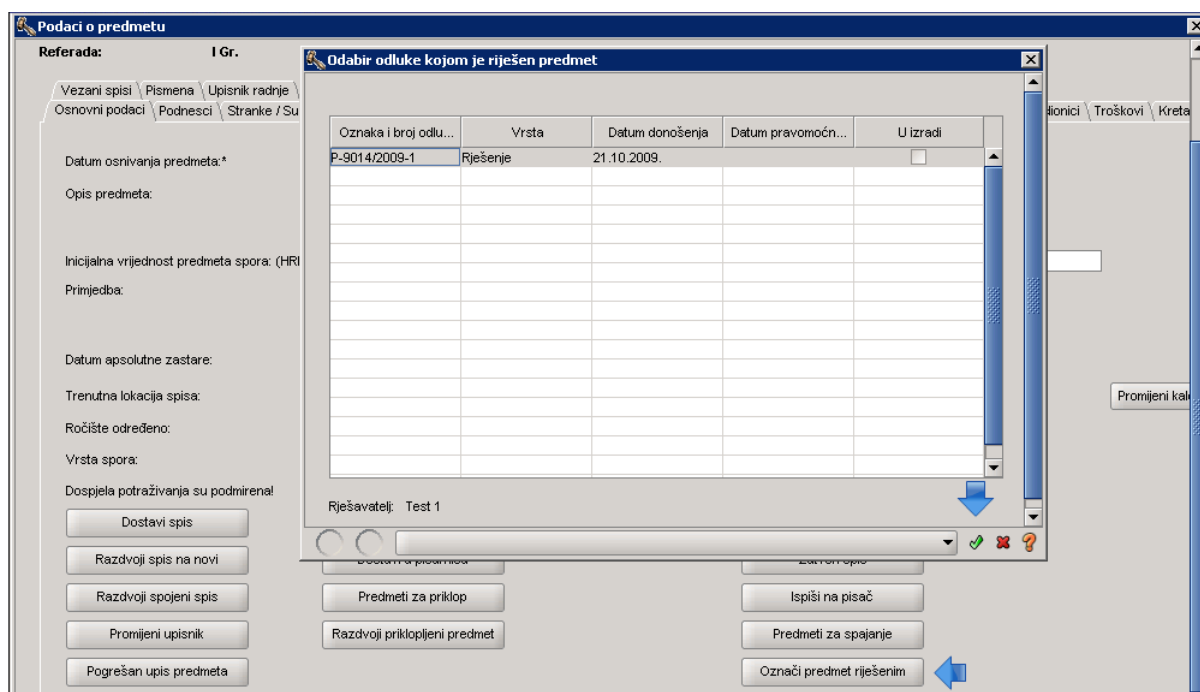 Podaci o predmetu
Referada: I Gr.
Odabir odluke kojom je riješen predmet
Vezani spisi Pismena Upisnik radnje
Osnovni podaci Podnesci Stranke / Su
dionici Troškovi Kreta
Oznaka i broj odlu... Vrsta Datum donošenja Datum pravomoćn... U izradi
P-9014/2009-1 Rješenje 21.10.2009.
Datum osnivanja predmeta:*
Opis predmeta:
Inicijalna vrijednost predmeta spora: (HRI
Primjedba:
Datum apsolutne zastare:
Trenutna lokacija spisa:
Promijeni kale
Ročište određeno:
Vrsta spora:
Dospjela potraživanja su podmirena!
Rješavatelj: Test 1
Dostavi spis
Razdvoji spis na novi
Razdvoji spojeni spis Predmeti za priklop Ispiši na pisač
Promijeni upisnik Razdvoji priklopljeni predmet Predmeti za spajanje
Pogrešan upis predmeta Označi predmet riješenim